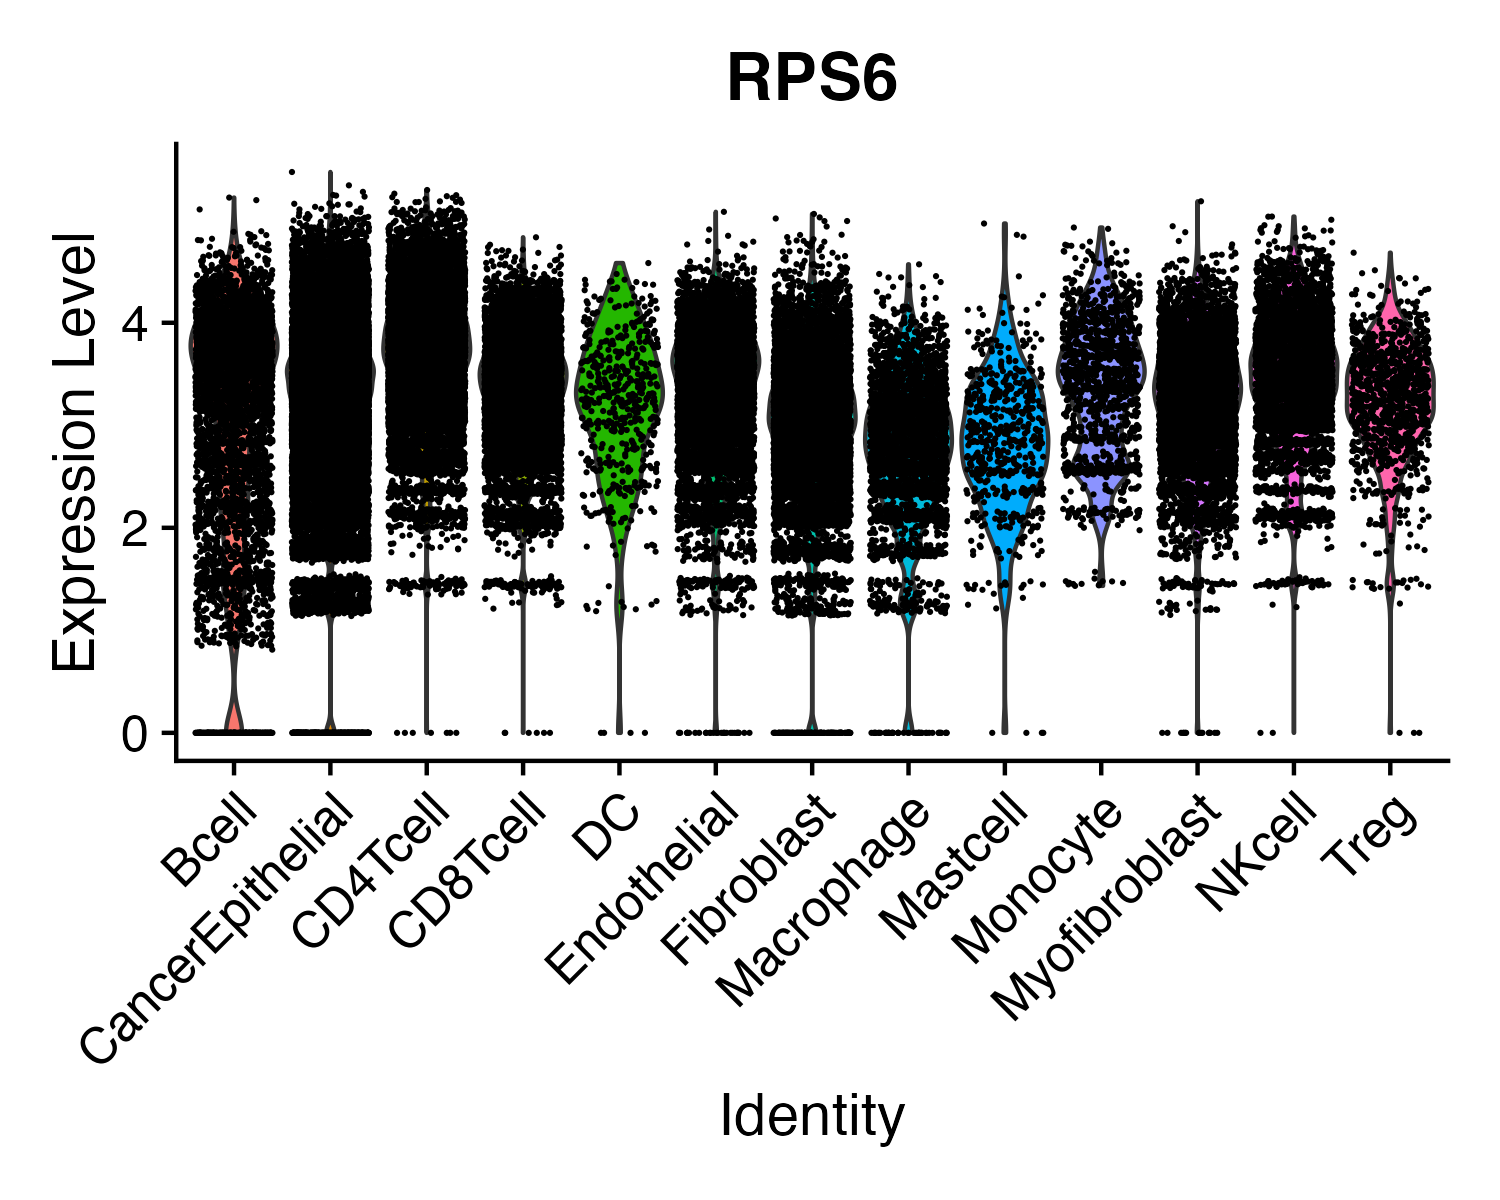 RPS6
Expression Level
4
2
0
Bcell
CancerEpithelial
CD4Tcell
CD8Tcell
DC
Endothelial
Fibroblast
Macrophage
Mastcell
Monocyte
Myofibroblast
NKcell
Treg
Identity